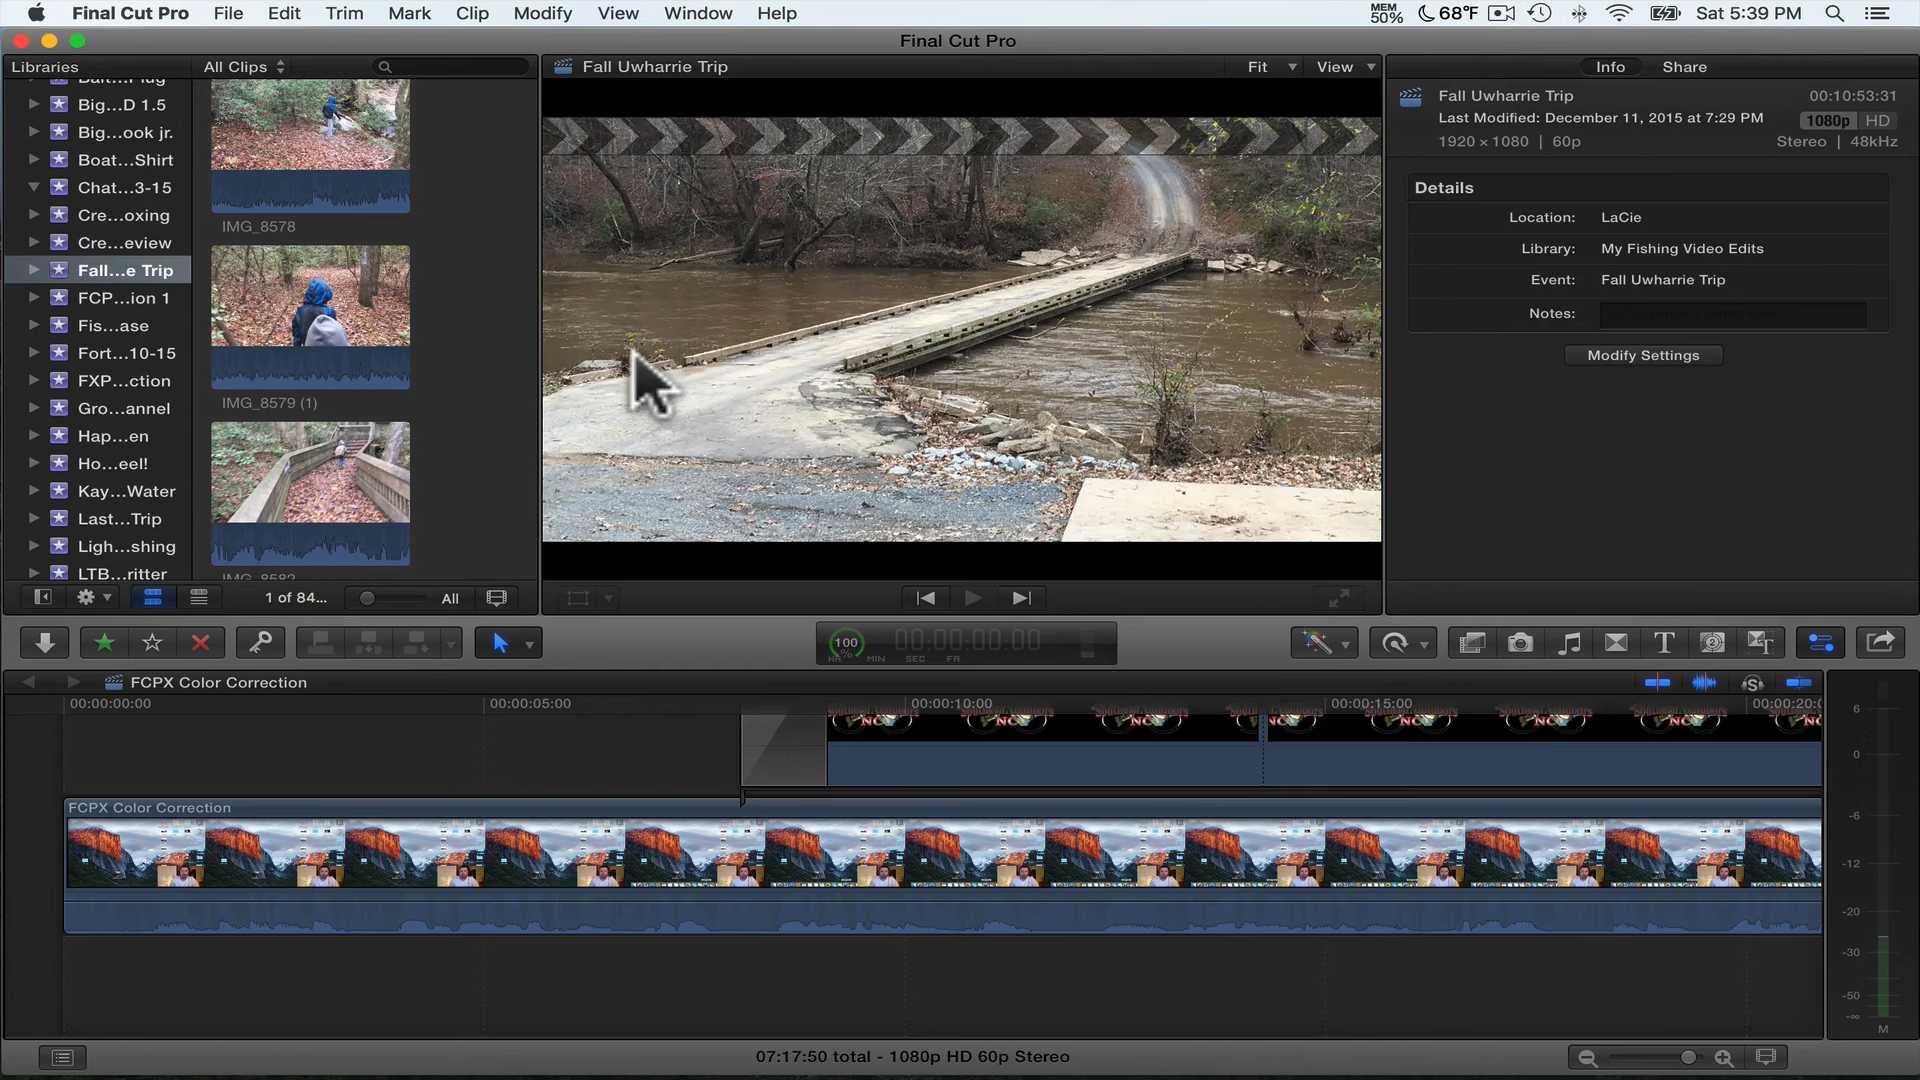 Final Cut Pro File Edit Trim Mark Clip Modify View Window Help MEM 50% 68°F Sat 5:39 PM
Final Cut Pro
Libraries All Clips Fall Uwharrie Trip Fit View Info Share
Big...D 1.5
Big...ook jr.
Boat...Shirt
Chat...3-15
Cre...oxing
Cre...eview
Fall...e Trip
FCP...ion 1
Fis...ase
Fort...10-15
FXP...ction
Gro...annel
Hap...en
Ho...eel!
Kay...Water
Last...Trip
Ligh...shing
LTB...ritter
IMG_8578
IMG_8579 (1)
IMG_8582
1 of 84... All
Fall Uwharrie Trip 00:10:53:31
Last Modified: December 11, 2015 at 7:29 PM 1080p HD
1920 × 1080 | 60p Stereo | 48kHz
Details
Location: LaCie
Library: My Fishing Video Edits
Event: Fall Uwharrie Trip
Notes:
Modify Settings
100 % 00:00:00:00
HR MIN SEC FR
FCPX Color Correction
00:00:00:00 00:00:05:00 00:00:10:00 00:00:15:00 00:00:20:0
FCPX Color Correction
6
0
-6
-12
-20
-30
-50
-∞
M
07:17:50 total - 1080p HD 60p Stereo